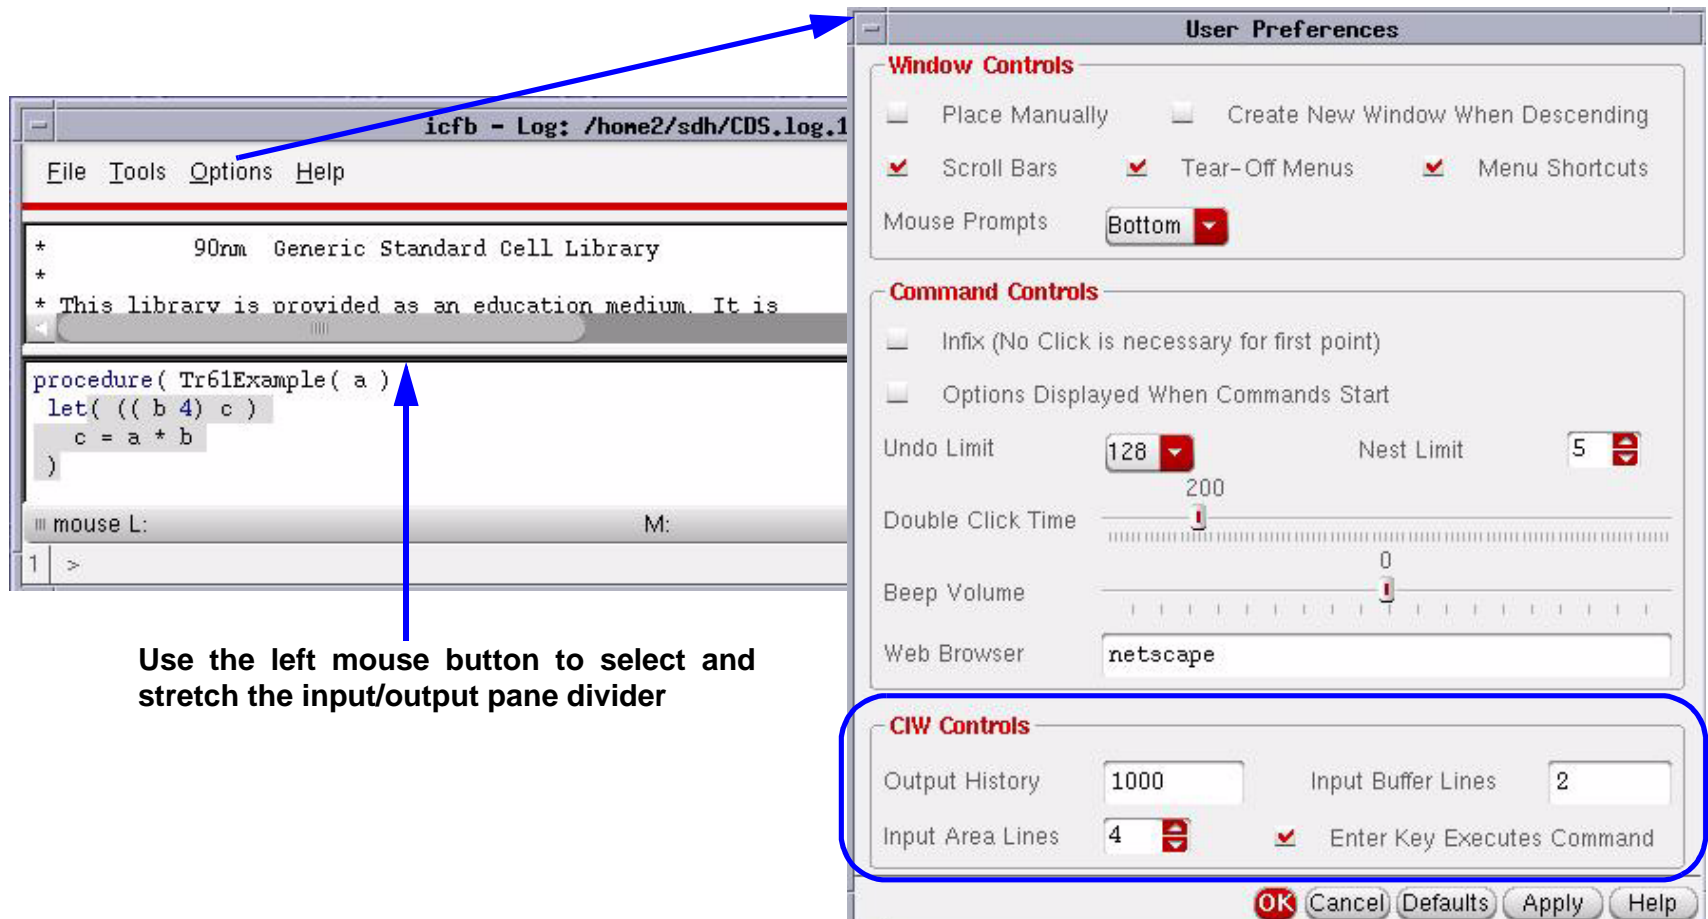 icfb - Log: /home2/sdh/CDS.log.1
File Tools Options Help
* 90nm Generic Standard Cell Library
*
* This library is provided as an education medium. It is
procedure( Tr61Example( a )
let( (( b 4) c )
c = a * b
)
mouse L: M:
1 >
Use the left mouse button to select and
stretch the input/output pane divider
User Preferences
Window Controls
Place Manually Create New Window When Descending
Scroll Bars Tear-Off Menus Menu Shortcuts
Mouse Prompts Bottom
Command Controls
Infix (No Click is necessary for first point)
Options Displayed When Commands Start
Undo Limit 128 Nest Limit 5
200
Double Click Time
0
Beep Volume
Web Browser netscape
CIW Controls
Output History 1000 Input Buffer Lines 2
Input Area Lines 4 Enter Key Executes Command
OK Cancel Defaults Apply Help